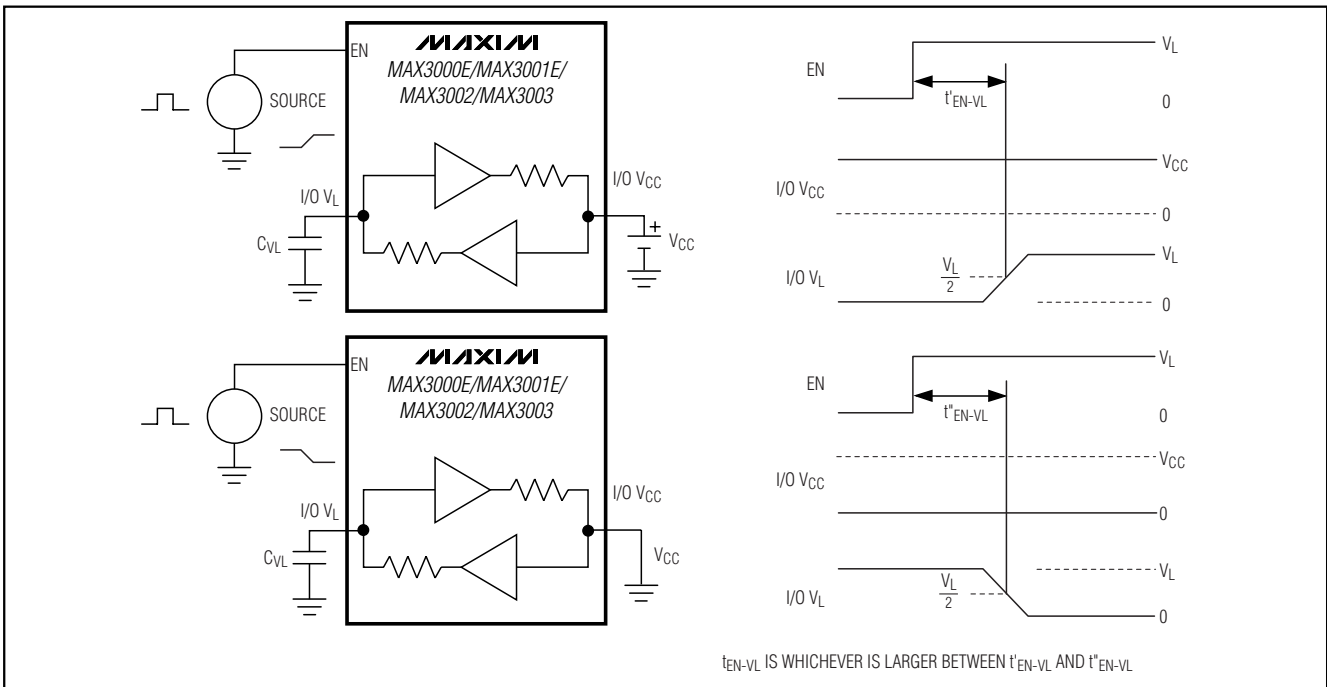 EN
MAXIM
MAX3000E/MAX3001E/
MAX3002/MAX3003
SOURCE
I/O VL
I/O VCC
CVL
+
VCC
EN
VL
t'EN-VL
0
I/O VCC
VCC
0
I/O VL
VL
2
VL
0
EN
MAXIM
MAX3000E/MAX3001E/
MAX3002/MAX3003
SOURCE
I/O VL
I/O VCC
CVL
VCC
EN
VL
t"EN-VL
0
I/O VCC
VCC
0
I/O VL
VL
2
VL
0
tEN-VL IS WHICHEVER IS LARGER BETWEEN t'EN-VL AND t"EN-VL